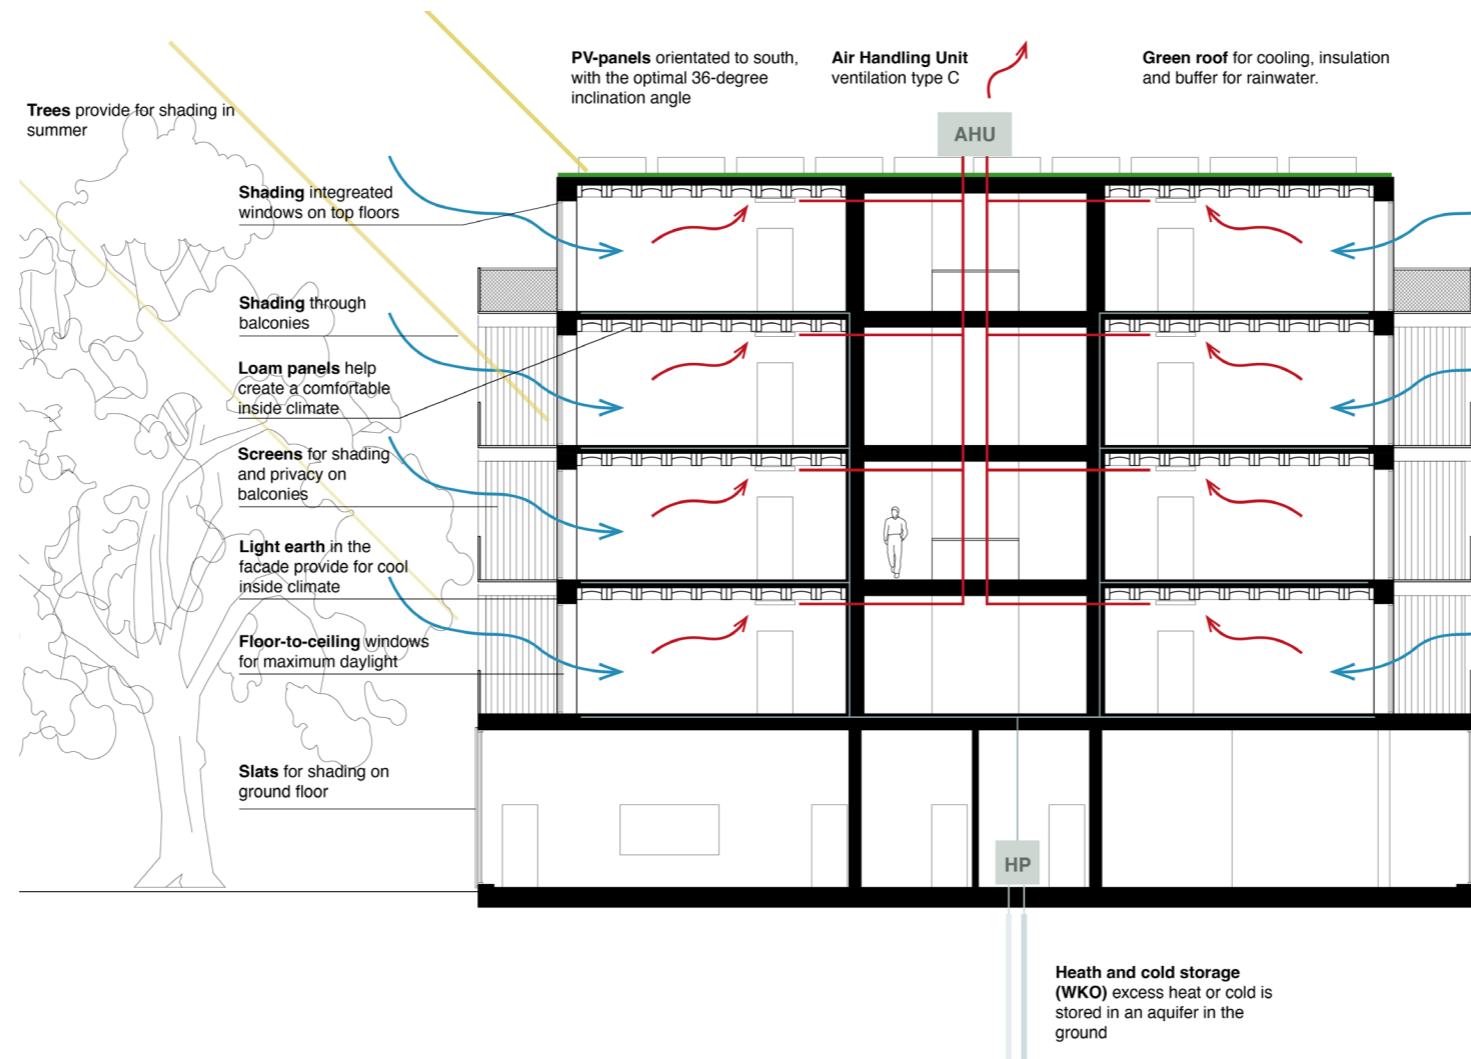 PV-panels orientated to south,
with the optimal 36-degree
inclination angle
Air Handling Unit
ventilation type C
Green roof for cooling, insulation
and buffer for rainwater.
Trees provide for shading in
summer
AHU
Shading integreated
windows on top floors
Shading through
balconies
Loam panels help
create a comfortable
inside climate
Screens for shading
and privacy on
balconies
Light earth in the
facade provide for cool
inside climate
Floor-to-ceiling windows
for maximum daylight
Slats for shading on
ground floor
HP
Heath and cold storage
(WKO) excess heat or cold is
stored in an aquifer in the
ground